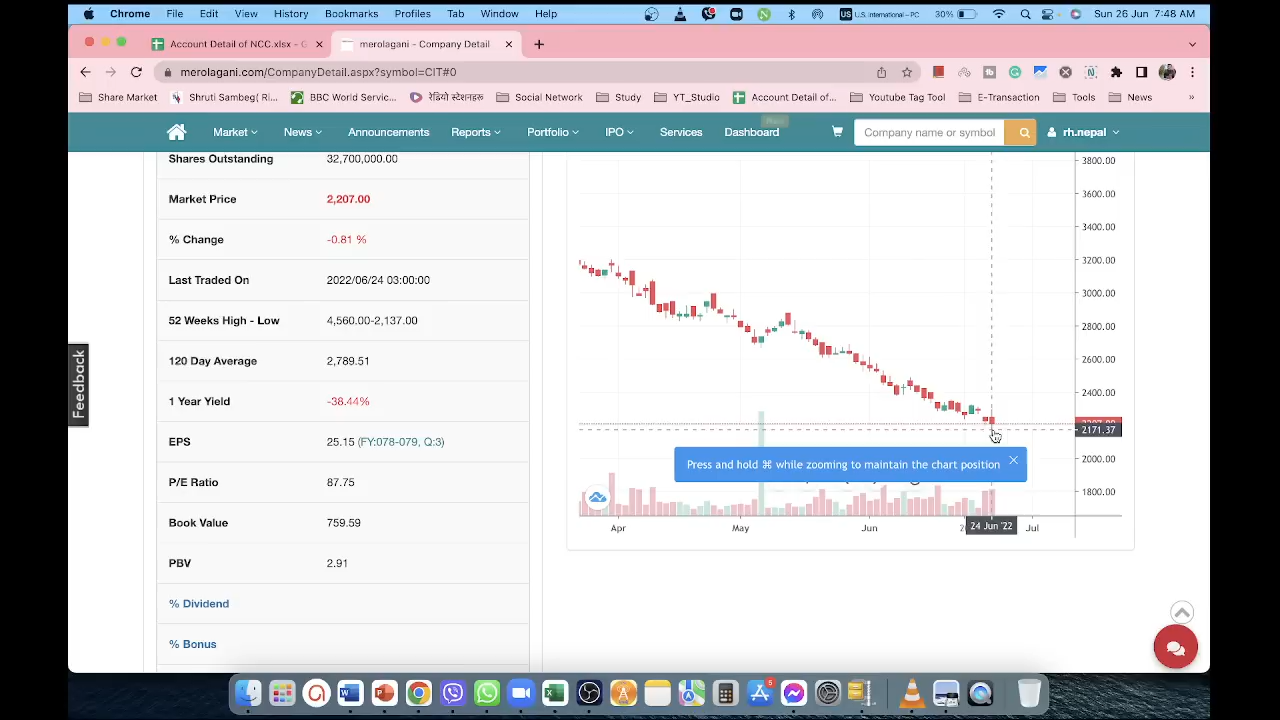 Chrome File Edit View History Bookmarks Profiles Tab Window Help US U.S. International - PC 30% Sun 26 Jun 7:48 AM
Account Detail of NCC.xlsx - G × merolagani - Company Detail × +
merolagani.com/CompanyDetail.aspx?symbol=CIT#0
Share Market Shruti Sambeg( Ri... BBC World Servic... रेडियो स्टेशनहरू Social Network Study YT_Studio Account Detail of... Youtube Tag Tool E-Transaction Tools News »
Market News Announcements Reports Portfolio IPO Services Dashboard Company name or symbol rh.nepal
Shares Outstanding 32,700,000.00
Market Price 2,207.00
% Change -0.81 %
Last Traded On 2022/06/24 03:00:00
52 Weeks High - Low 4,560.00-2,137.00
120 Day Average 2,789.51
1 Year Yield -38.44%
EPS 25.15 (FY:078-079, Q:3)
P/E Ratio 87.75
Book Value 759.59
PBV 2.91
% Dividend
% Bonus
3800.00
3600.00
3400.00
3200.00
3000.00
2800.00
2600.00
2400.00
2171.37
2000.00
1800.00
Press and hold ⌘ while zooming to maintain the chart position
Apr May Jun 24 Jun '22 Jul
Feedback
5